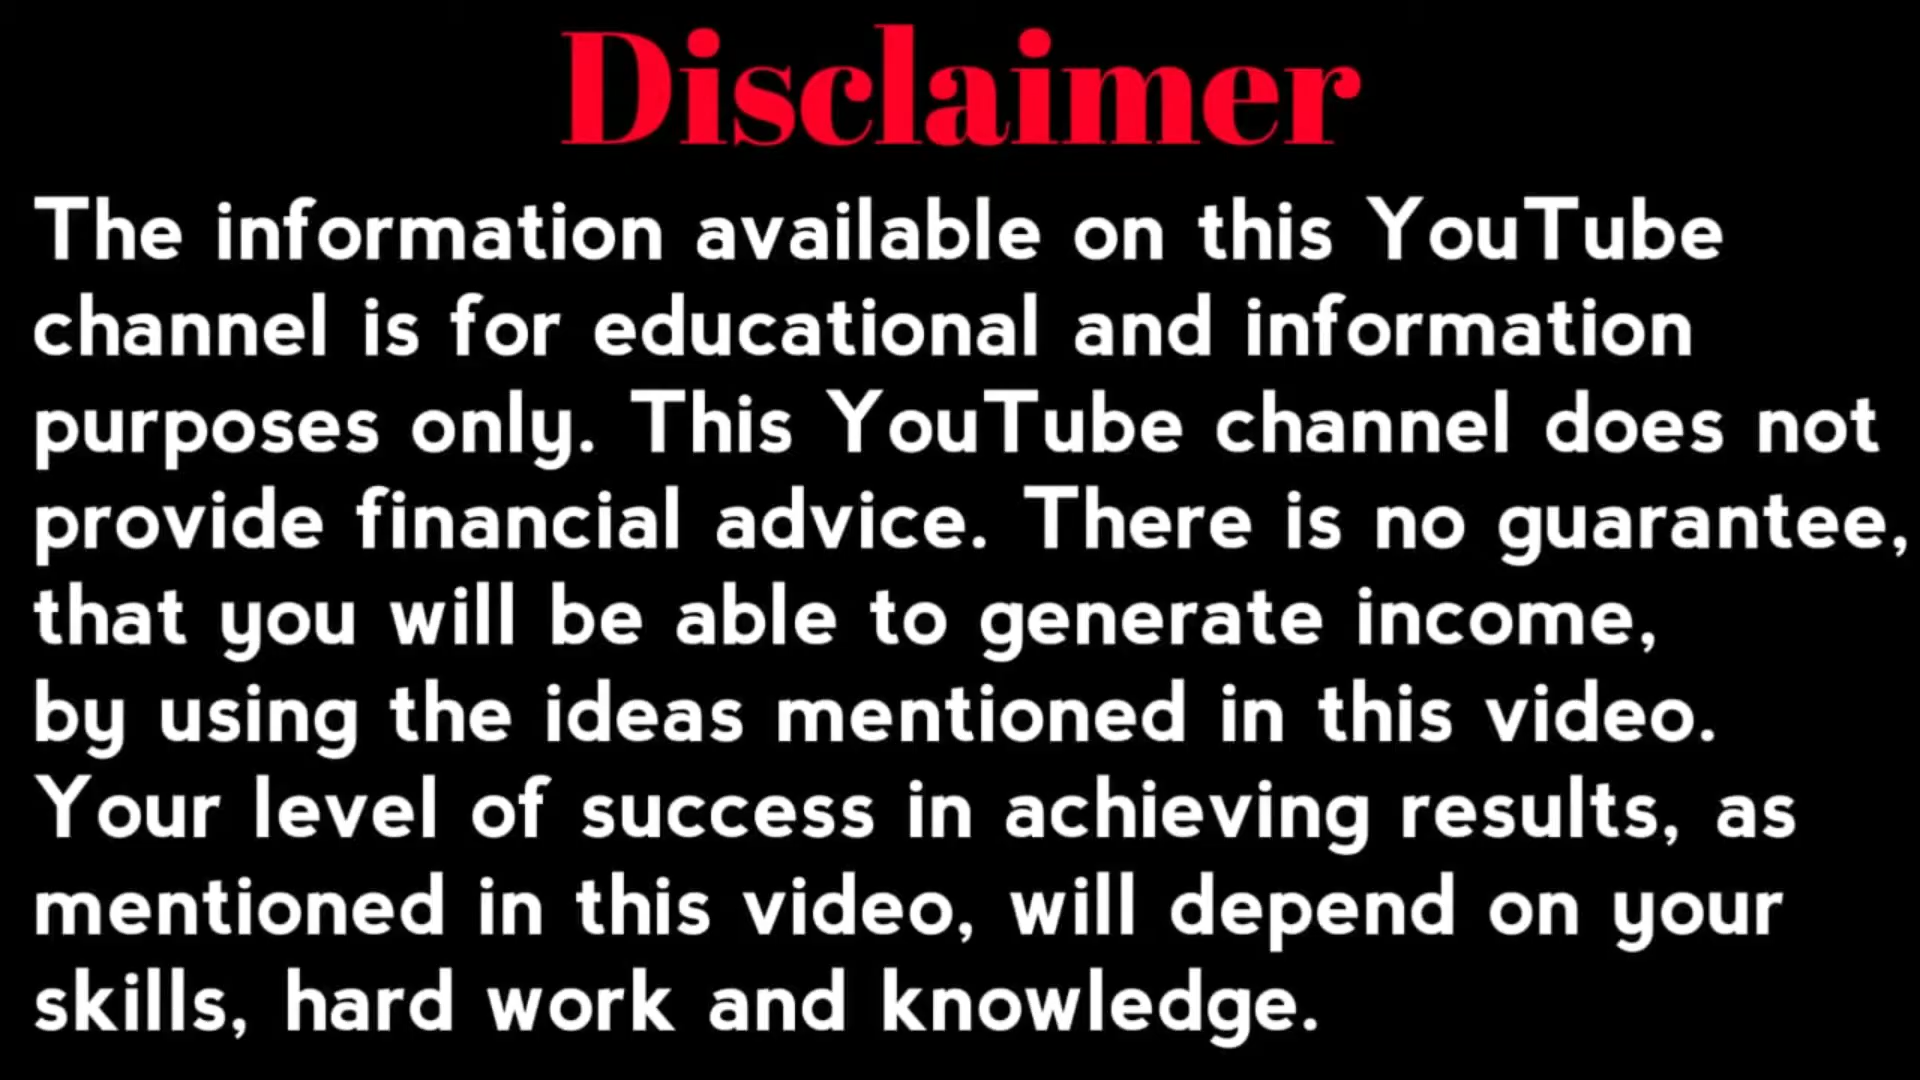 Disclaimer
The information available on this YouTube
channel is for educational and information
purposes only. This YouTube channel does not
provide financial advice. There is no guarantee,
that you will be able to generate income,
by using the ideas mentioned in this video.
Your level of success in achieving results, as
mentioned in this video, will depend on your
skills, hard work and knowledge.